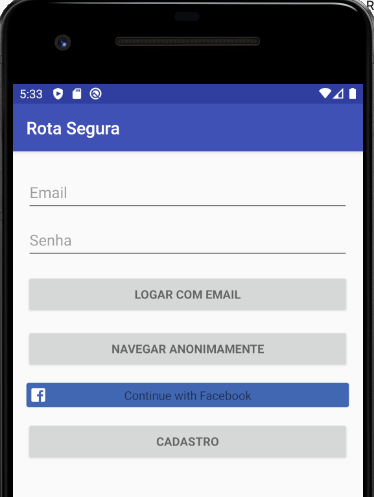 R
5:33
Rota Segura
Email
Senha
LOGAR COM EMAIL
NAVEGAR ANONIMAMENTE
Continue with Facebook
CADASTRO